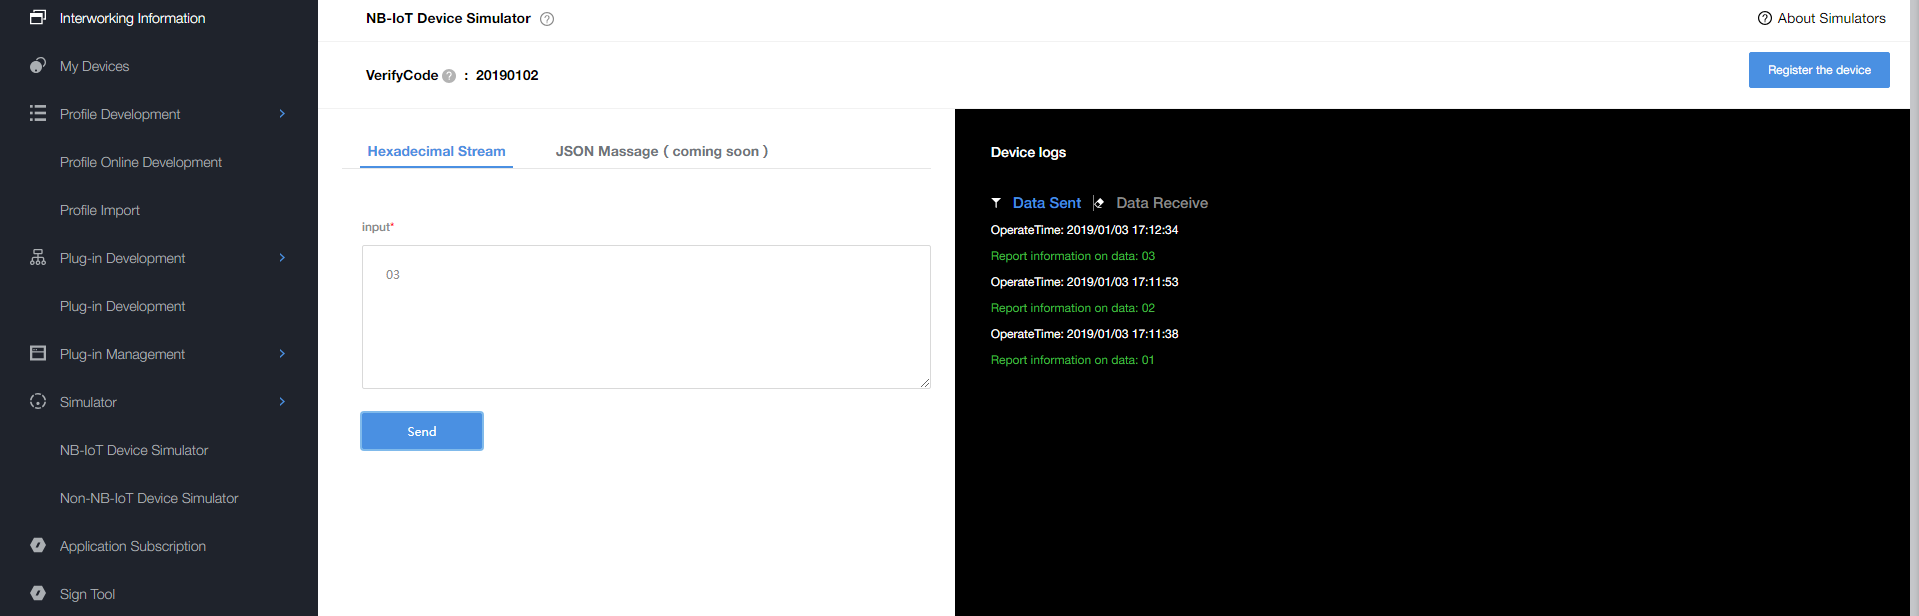 Interworking Information
My Devices
Profile Development
Profile Online Development
Profile Import
Plug-in Development
Plug-in Development
Plug-in Management
Simulator
NB-IoT Device Simulator
Non-NB-IoT Device Simulator
Application Subscription
Sign Tool
NB-IoT Device Simulator ?
? About Simulators
VerifyCode ? : 20190102
Register the device
Hexadecimal Stream JSON Massage ( coming soon )
input*
03
Send
Device logs
Data Sent Data Receive
OperateTime: 2019/01/03 17:12:34
Report information on data: 03
OperateTime: 2019/01/03 17:11:53
Report information on data: 02
OperateTime: 2019/01/03 17:11:38
Report information on data: 01